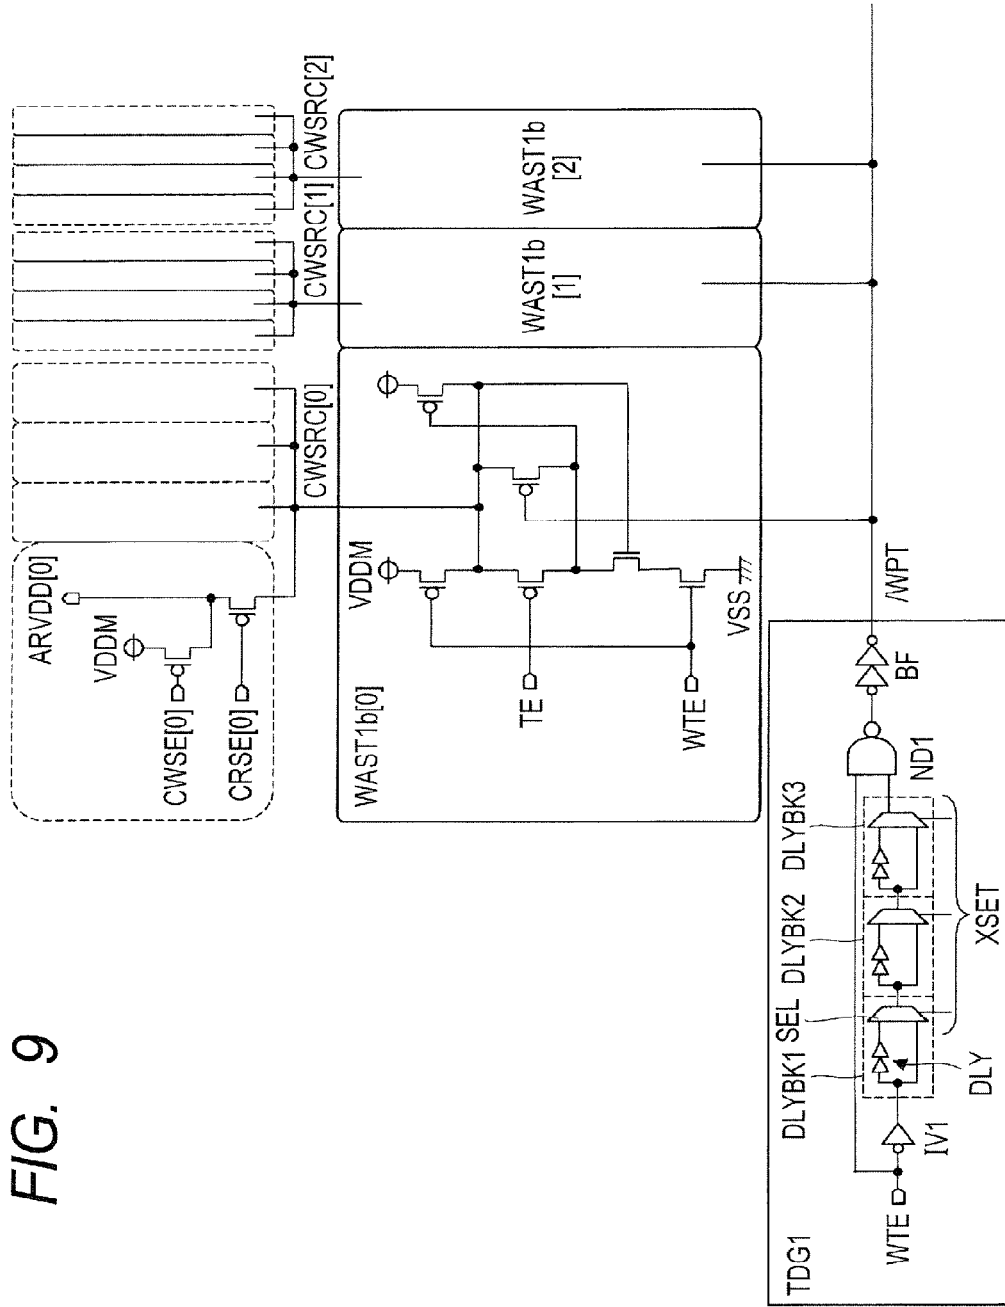 FIG. 9
ARVDD[0]
VDDM
CWSE[0]
CRSE[0]
CWSRC[0]
CWSRC[1]
CWSRC[2]
WAST1b[0]
VDDM
TE
WTE
VSS
WAST1b
[1]
WAST1b
[2]
TDG1
WTE
IV1
DLYBK1
SEL
DLYBK2
DLYBK3
DLY
XSET
ND1
BF
/WPT